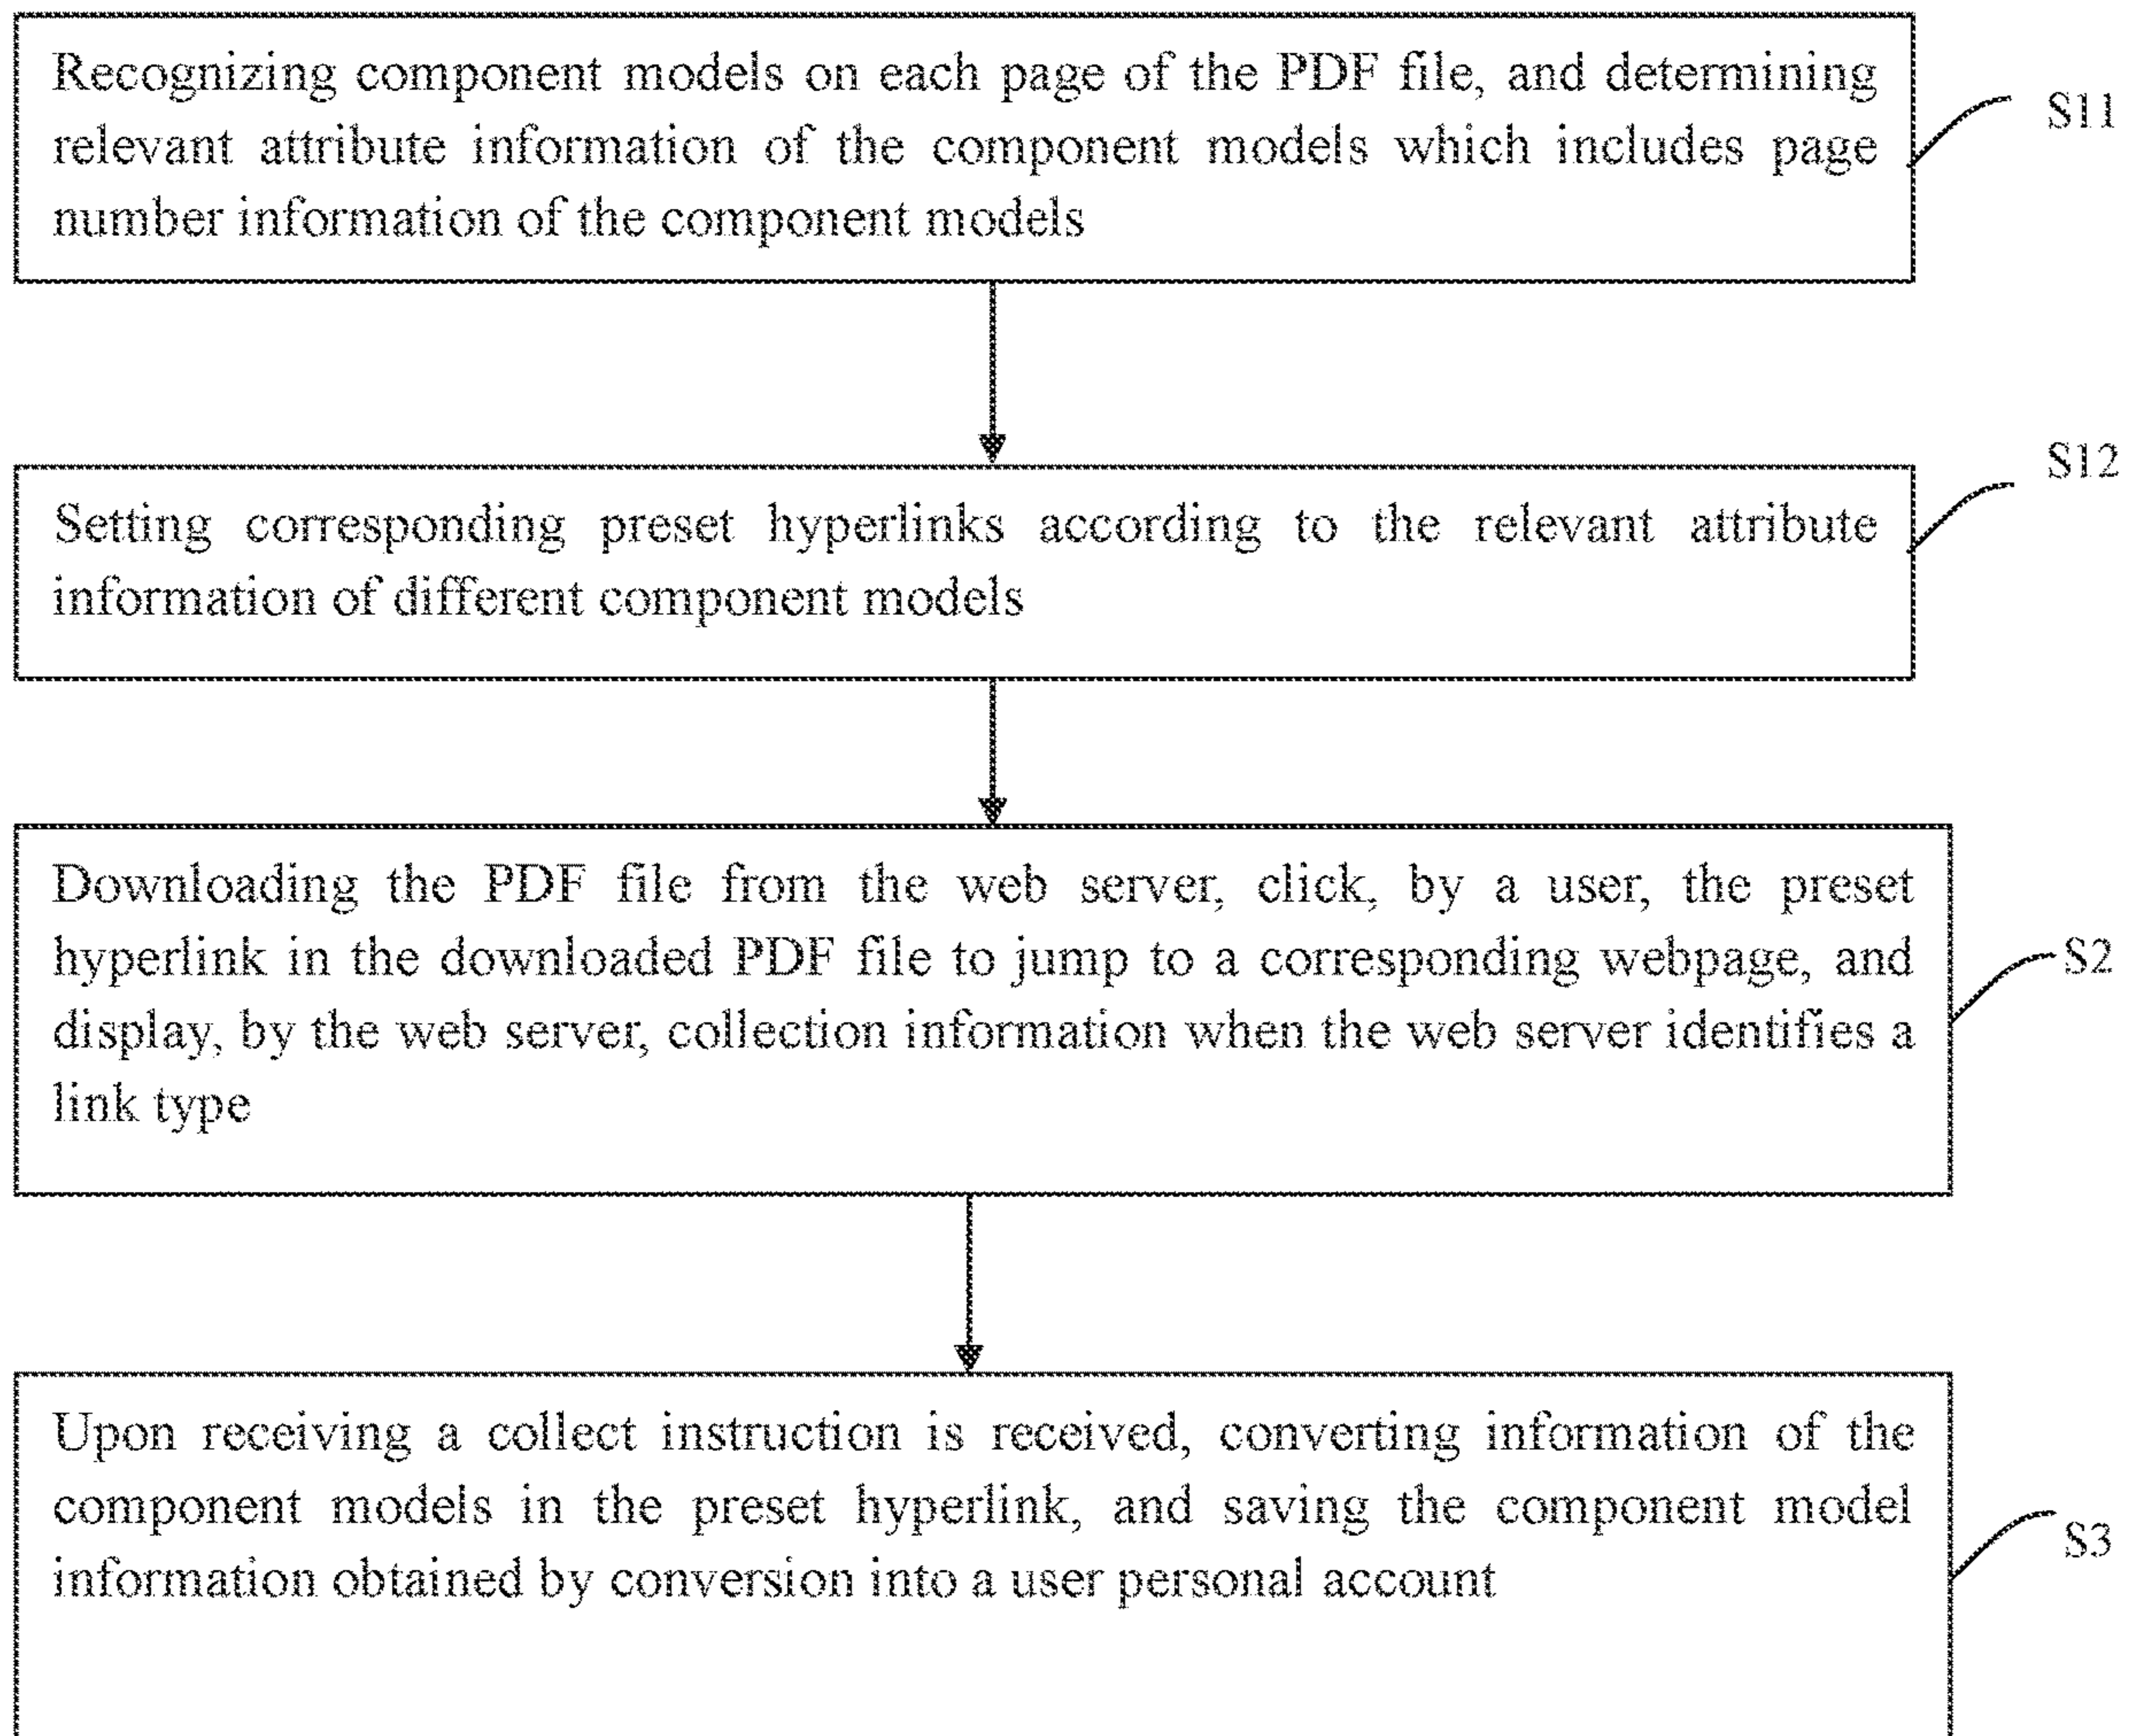 Recognizing component models on each page of the PDF file, and determining
relevant attribute information of the component models which includes page
number information of the component models
S11
S12
Setting corresponding preset hyperlinks according to the relevant attribute
information of different component models
Downloading the PDF file from the web server, click, by a user, the preset
hyperlink in the downloaded PDF file to jump to a corresponding webpage, and
display, by the web server, collection information when the web server identifies a
link type
S2
Upon receiving a collect instruction is received, converting information of the
component models in the preset hyperlink, and saving the component model
information obtained by conversion into a user personal account
S3